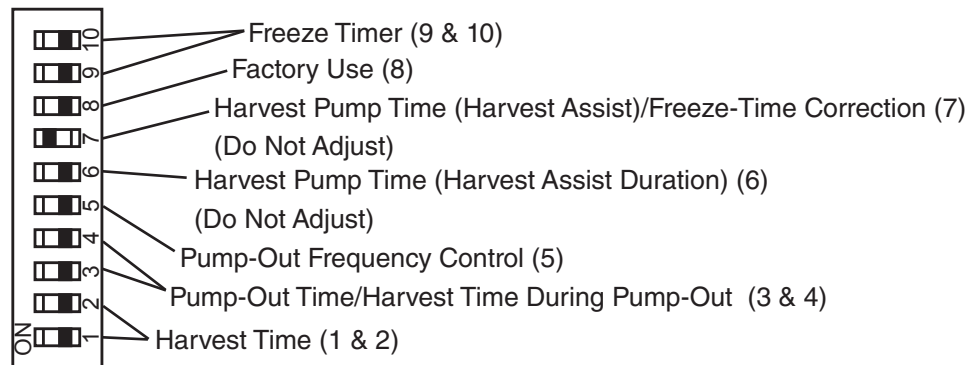 10 Freeze Timer (9 & 10)
9 Factory Use (8)
8 Harvest Pump Time (Harvest Assist)/Freeze-Time Correction (7)
7 (Do Not Adjust)
6 Harvest Pump Time (Harvest Assist Duration) (6)
(Do Not Adjust)
5 Pump-Out Frequency Control (5)
4
3 Pump-Out Time/Harvest Time During Pump-Out (3 & 4)
2
ON 1 Harvest Time (1 & 2)